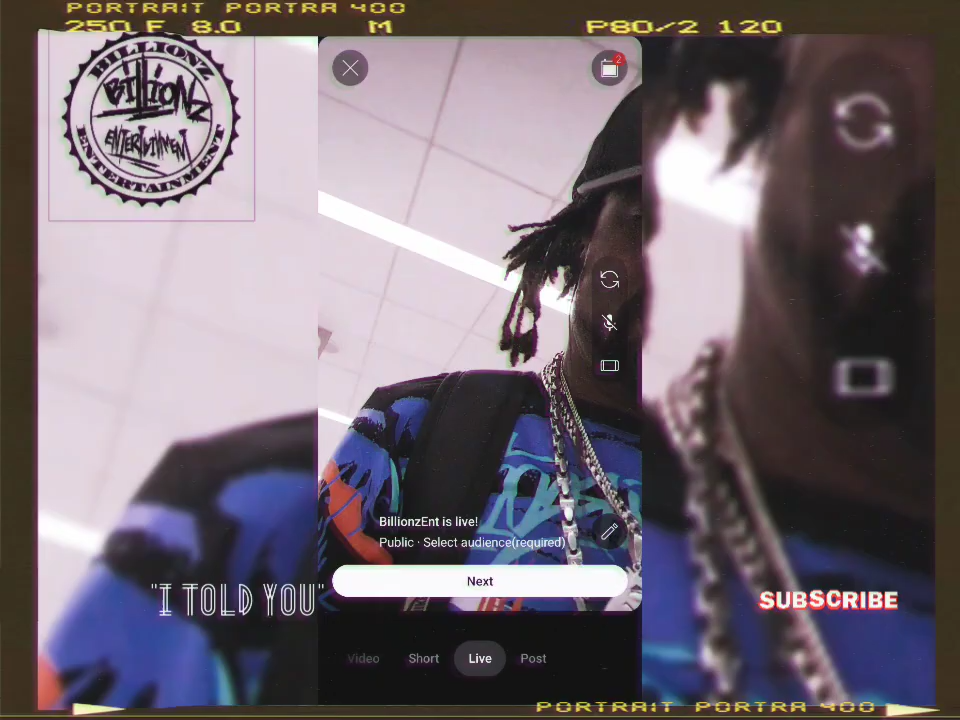 PORTRAIT PORTRA 400
250 F 8.0 M P80/2 120
BILLIONZ
BILLIONZ
ENTERTAINMENT
ENTERTAINMENT
2
BillionzEnt is live!
Public · Select audience(required)
Next
"I TOLD YOU"
SUBSCRIBE
Video Short Live Post
PORTRAIT PORTRA 400